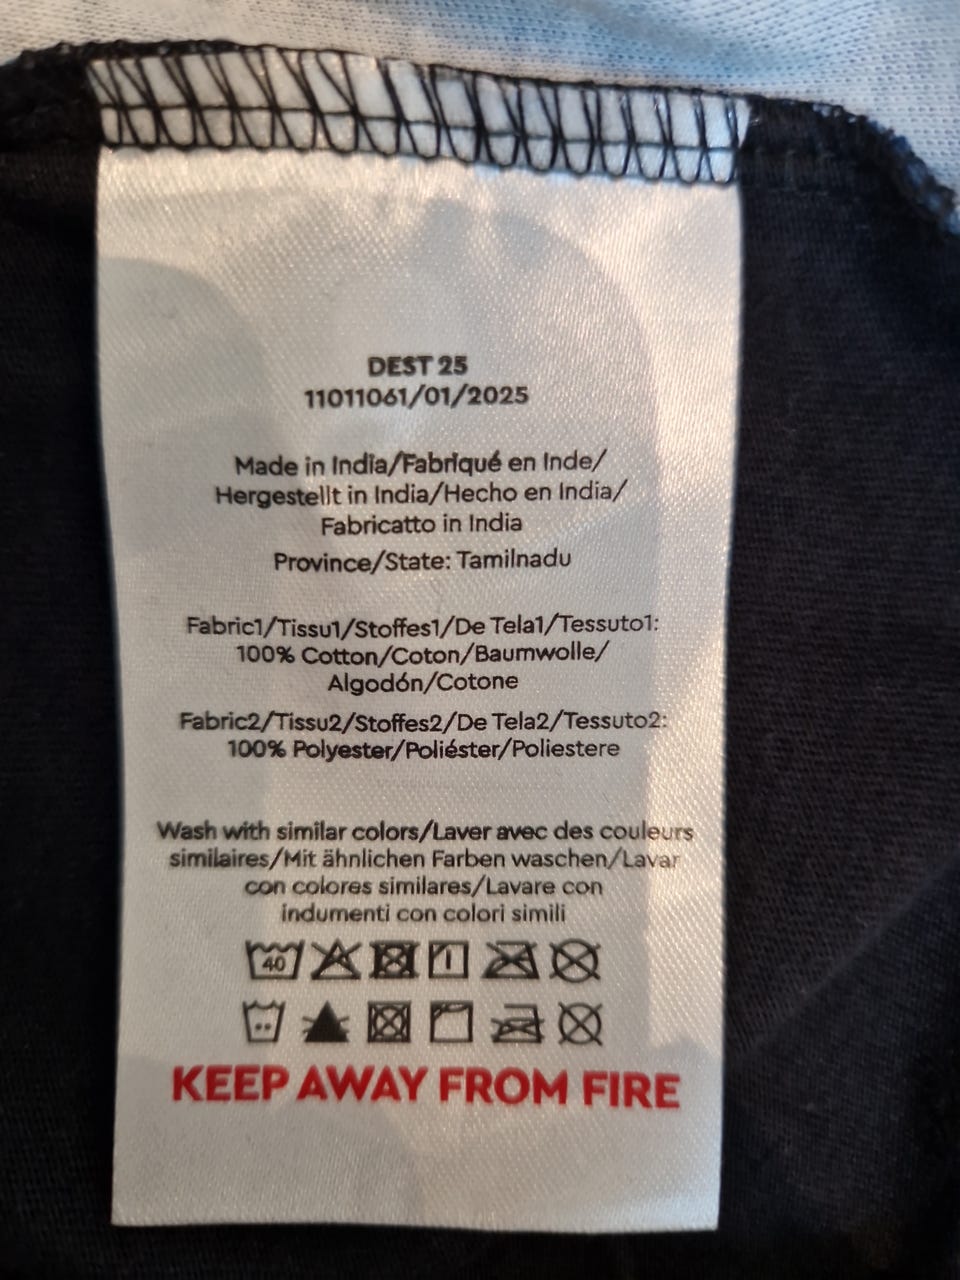 DEST 25
11011061/01/2025
Made in India/Fabriqué en Inde/
Hergestellt in India/Hecho en India/
Fabricatto in India
Province/State: Tamilnadu
Fabric1/Tissu1/Stoffes1/De Tela1/Tessuto1:
100% Cotton/Coton/Baumwolle/
Algodón/Cotone
Fabric2/Tissu2/Stoffes2/De Tela2/Tessuto2:
100% Polyester/Poliéster/Poliestere
Wash with similar colors/Laver avec des couleurs
similaires/Mit ähnlichen Farben waschen/Lavar
con colores similares/Lavare con
indumenti con colori simili
40
KEEP AWAY FROM FIRE